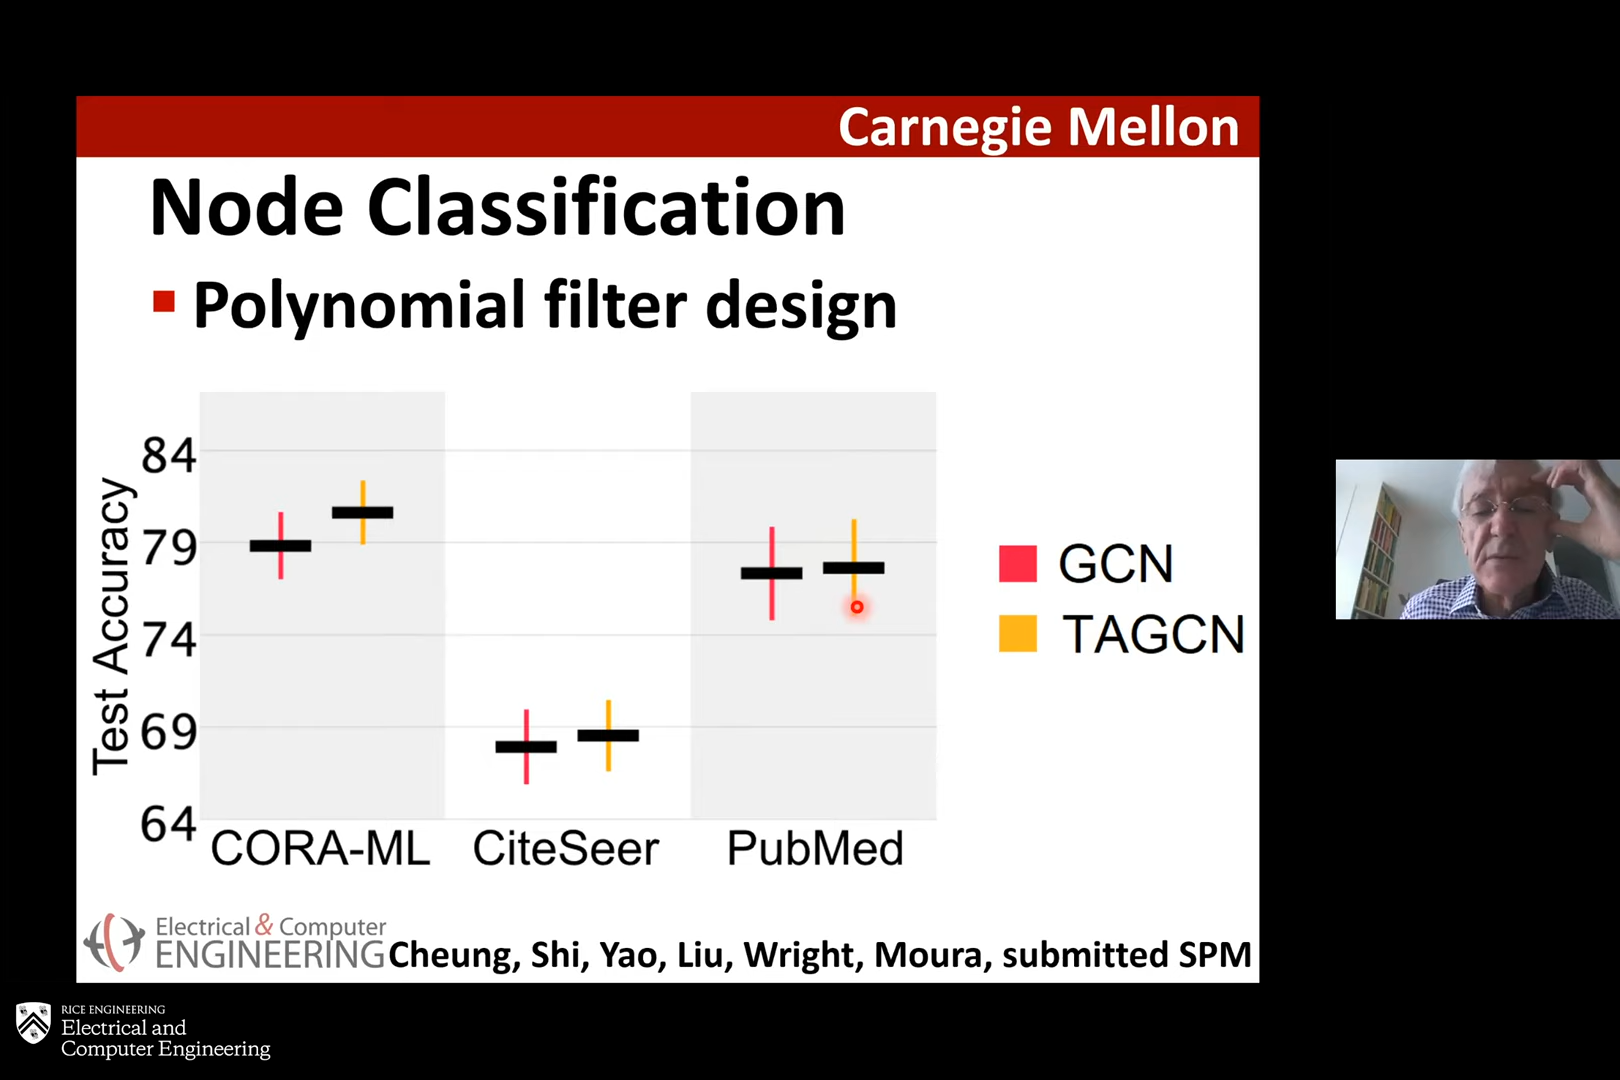 Carnegie Mellon
Node Classification
Polynomial filter design
Test Accuracy
84
79
74
69
64
CORA-ML
CiteSeer
PubMed
GCN
TAGCN
Electrical & Computer
ENGINEERING
Cheung, Shi, Yao, Liu, Wright, Moura, submitted SPM
RICE ENGINEERING
Electrical and
Computer Engineering